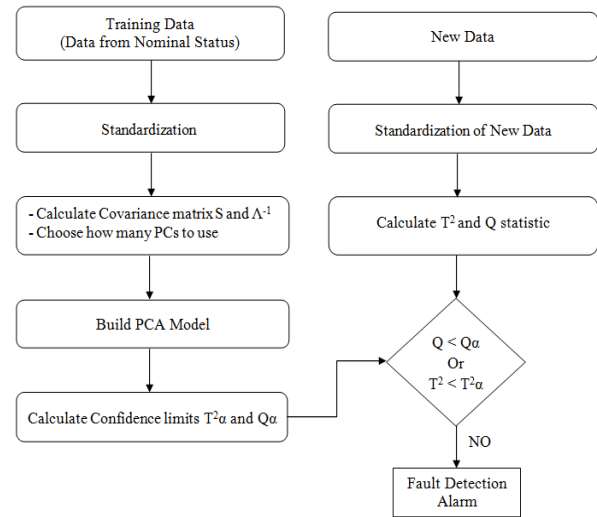 Training Data
(Data from Nominal Status)
Standardization
- Calculate Covariance matrix S and Λ⁻¹
- Choose how many PCs to use
Build PCA Model
Calculate Confidence limits T²α and Qα
New Data
Standardization of New Data
Calculate T² and Q statistic
Q < Qα
Or
T² < T²α
NO
Fault Detection
Alarm